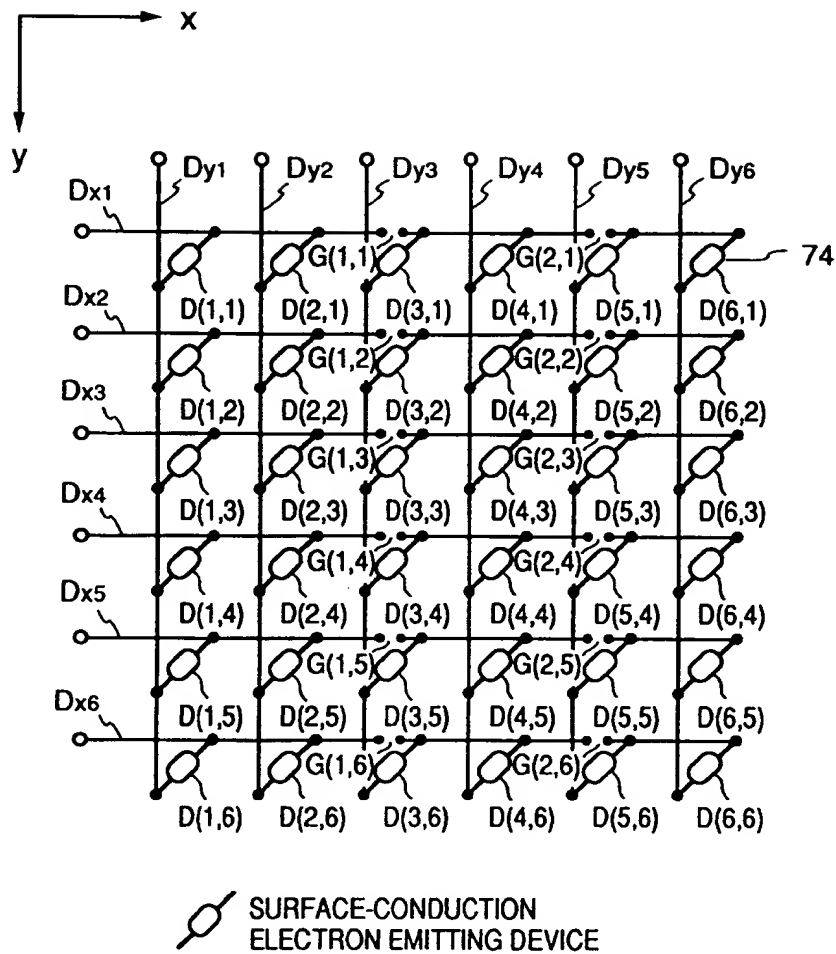 x
y
Dy1 Dy2 Dy3 Dy4 Dy5 Dy6
Dx1
G(1,1) G(2,1) 74
D(1,1) D(2,1) D(3,1) D(4,1) D(5,1) D(6,1)
Dx2
G(1,2) G(2,2)
D(1,2) D(2,2) D(3,2) D(4,2) D(5,2) D(6,2)
Dx3
G(1,3) G(2,3)
D(1,3) D(2,3) D(3,3) D(4,3) D(5,3) D(6,3)
Dx4
G(1,4) G(2,4)
D(1,4) D(2,4) D(3,4) D(4,4) D(5,4) D(6,4)
Dx5
G(1,5) G(2,5)
D(1,5) D(2,5) D(3,5) D(4,5) D(5,5) D(6,5)
Dx6
G(1,6) G(2,6)
D(1,6) D(2,6) D(3,6) D(4,6) D(5,6) D(6,6)
SURFACE-CONDUCTION
ELECTRON EMITTING DEVICE